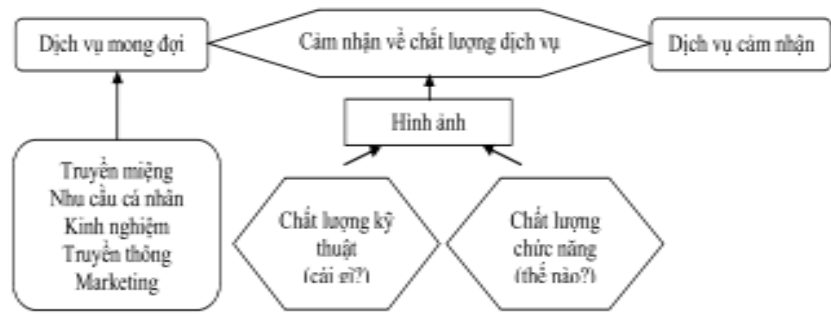 Dịch vụ mong đợi
Cảm nhận về chất lượng dịch vụ
Dịch vụ cảm nhận
Hình ảnh
Truyền miệng
Nhu cầu cá nhân
Kinh nghiệm
Truyền thông
Marketing
Chất lượng kỹ
thuật
(cái gì?)
Chất lượng
chức năng
(thế nào?)